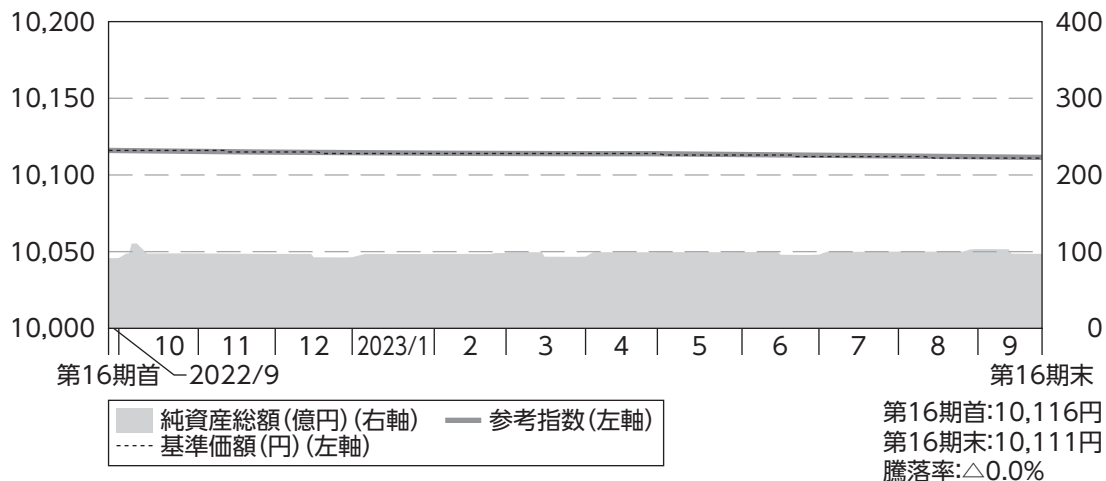 10,200
10,150
10,100
10,050
10,000
400
300
200
100
0
10 11 12 2023/1 2 3 4 5 6 7 8 9
第16期首 2022/9 第16期末
純資産総額(億円)(右軸) 参考指数(左軸)
基準価額(円)(左軸)
第16期首:10,116円
第16期末:10,111円
騰落率:△0.0%